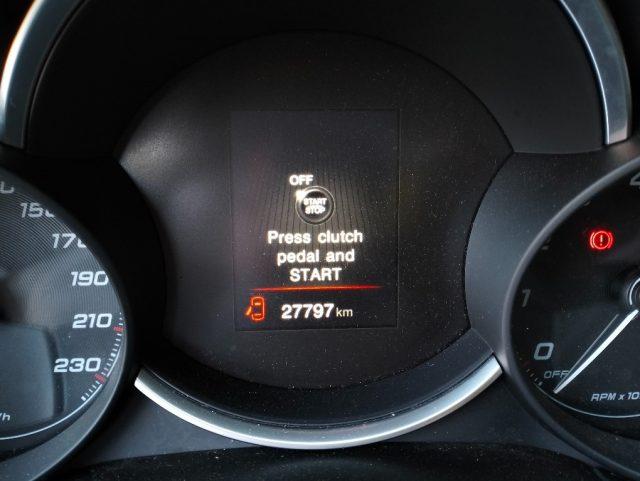 OFF
START
STOP
Press clutch
pedal and
START
27797 km
150
170
190
210
230
1
0
OFF
RPM x 10